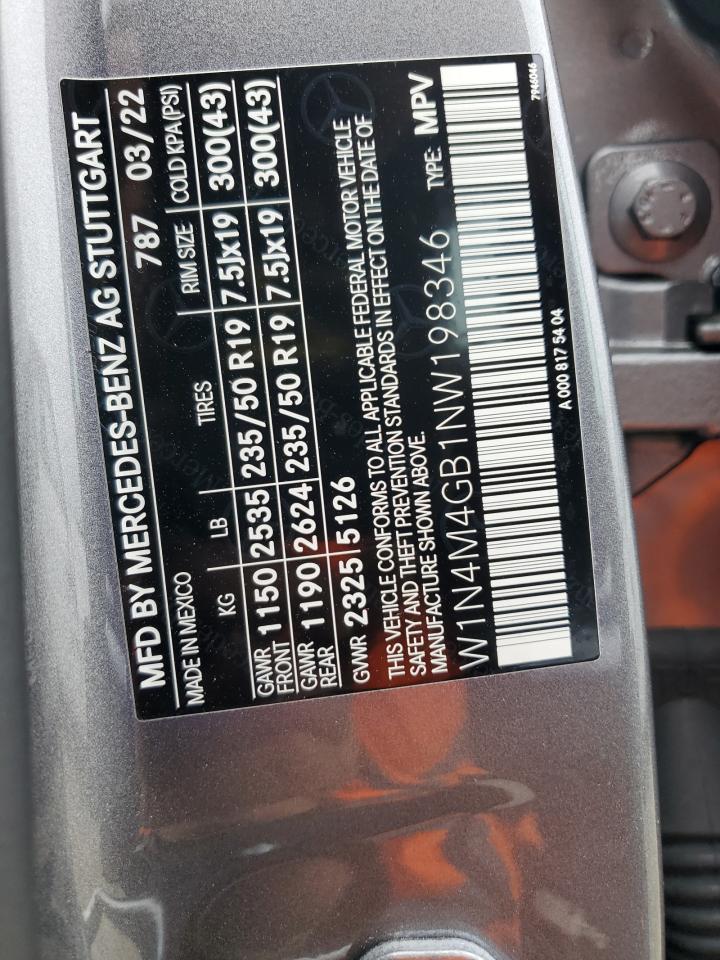 MFD BY MERCEDES-BENZ AG STUTTGART
MADE IN MEXICO 787 03/22
KG LB TIRES RIM SIZE COLD KPA (PSI)
GAWR FRONT 1150 2535 235/50 R19 7.5Jx19 300(43)
GAWR REAR 1190 2624 235/50 R19 7.5Jx19 300(43)
GVWR 2325 5126
THIS VEHICLE CONFORMS TO ALL APPLICABLE FEDERAL MOTOR VEHICLE
SAFETY AND THEFT PREVENTION STANDARDS IN EFFECT ON THE DATE OF
MANUFACTURE SHOWN ABOVE.
W1N4M4GB1NW198346 TYPE: MPV
7946046
A 000 817 54 04